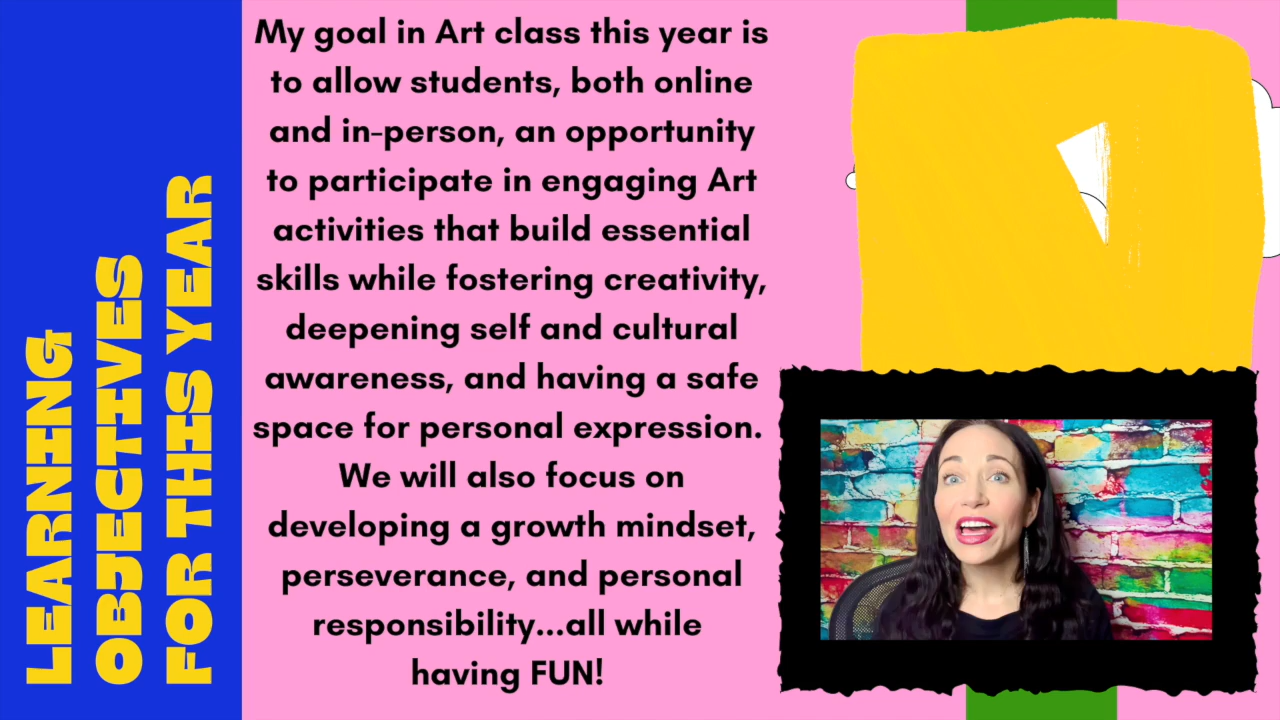 LEARNING
OBJECTIVES
FOR THIS YEAR
My goal in Art class this year is
to allow students, both online
and in-person, an opportunity
to participate in engaging Art
activities that build essential
skills while fostering creativity,
deepening self and cultural
awareness, and having a safe
space for personal expression.
We will also focus on
developing a growth mindset,
perseverance, and personal
responsibility...all while
having FUN!